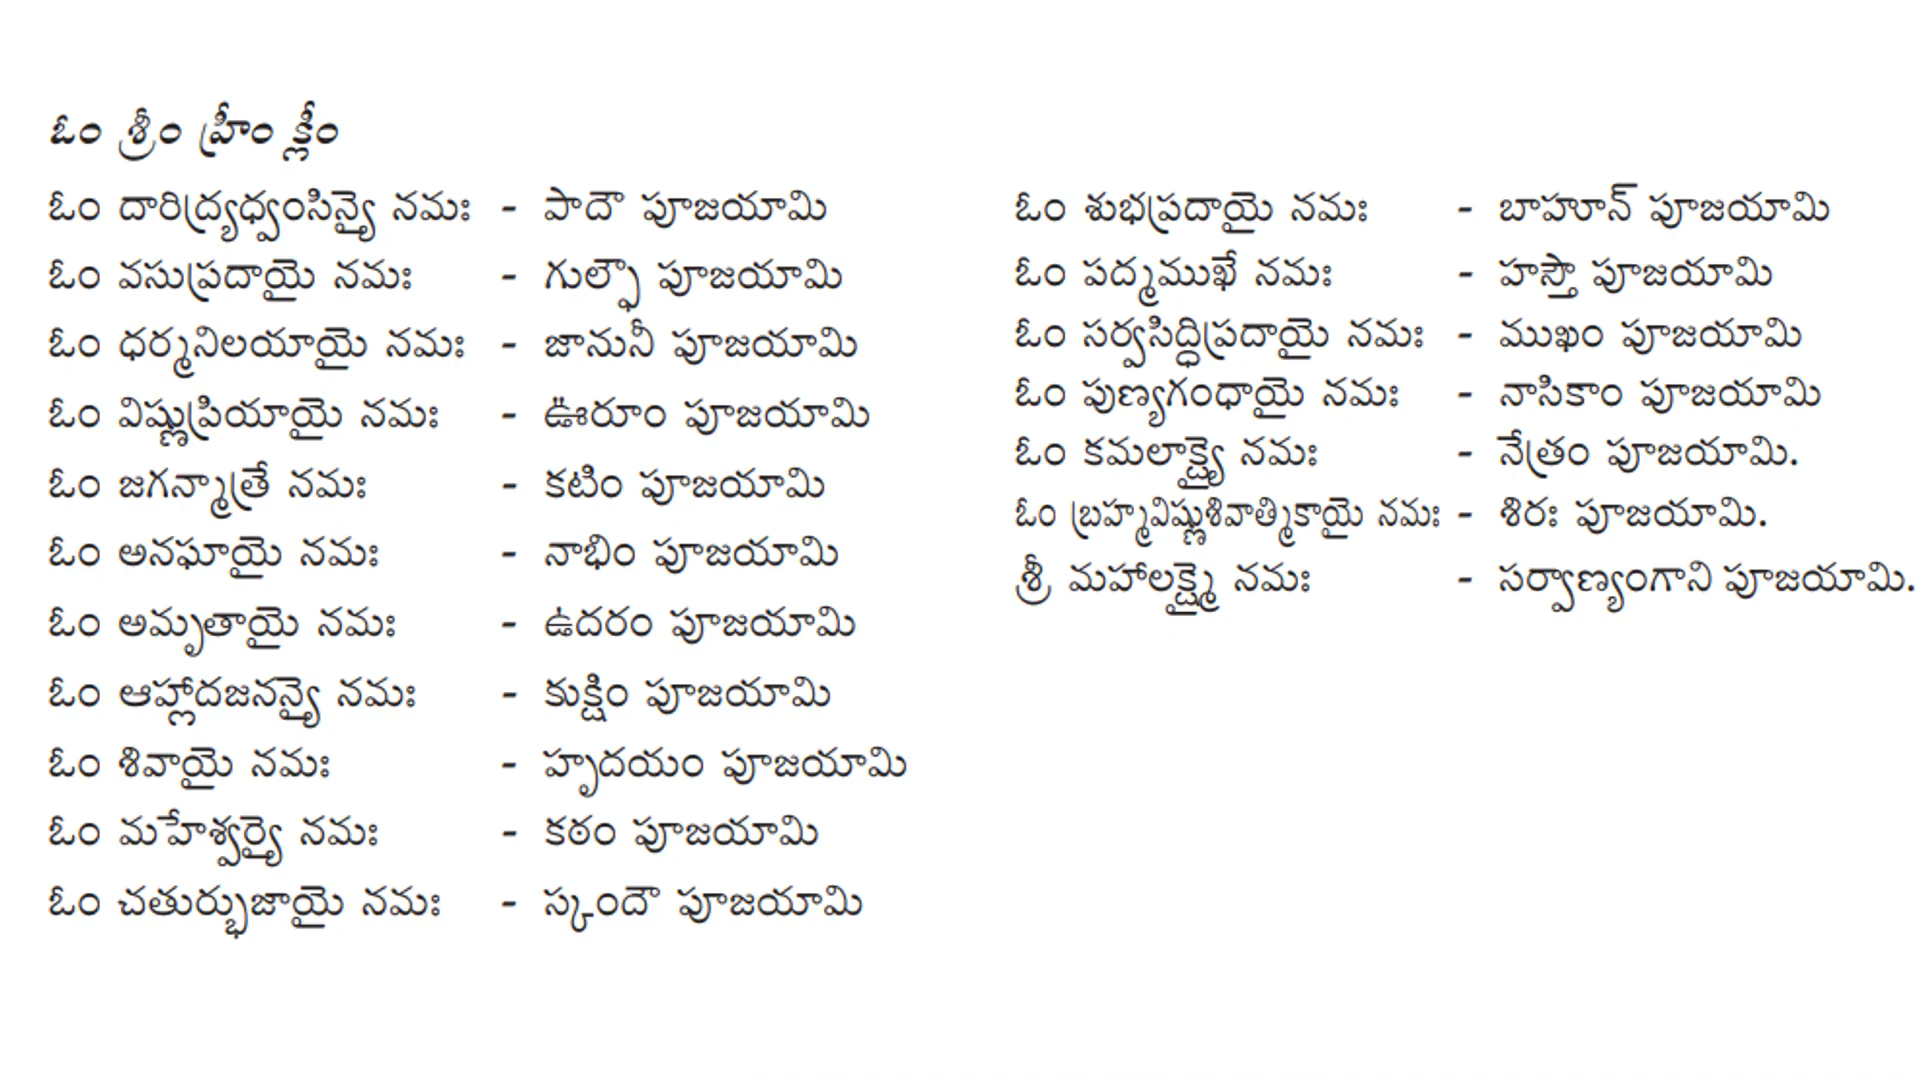 ఓం శ్రీం హ్రీం క్లీం
ఓం దారిద్ర్యధ్వంసిన్యై నమః - పాదౌ పూజయామి
ఓం వసుప్రదాయై నమః - గుల్ఫౌ పూజయామి
ఓం ధర్మనిలయాయై నమః - జానునీ పూజయామి
ఓం విష్ణుప్రియాయై నమః - ఊరూం పూజయామి
ఓం జగన్మాత్రే నమః - కటిం పూజయామి
ఓం అనఘాయై నమః - నాభిం పూజయామి
ఓం అమృతాయై నమః - ఉదరం పూజయామి
ఓం ఆహ్లాదజనన్యై నమః - కుక్షిం పూజయామి
ఓం శివాయై నమః - హృదయం పూజయామి
ఓం మహేశ్వర్యై నమః - కఠం పూజయామి
ఓం చతుర్భుజాయై నమః - స్కందౌ పూజయామి
ఓం శుభప్రదాయై నమః - బాహూన్ పూజయామి
ఓం పద్మముఖే నమః - హస్తౌ పూజయామి
ఓం సర్వసిద్ధిప్రదాయై నమః - ముఖం పూజయామి
ఓం పుణ్యగంధాయై నమః - నాసికాం పూజయామి
ఓం కమలాక్ష్యై నమః - నేత్రం పూజయామి.
ఓం బ్రహ్మవిష్ణుశివాత్మికాయై నమః - శిరః పూజయామి.
శ్రీ మహాలక్ష్మై నమః - సర్వాణ్యంగాని పూజయామి.